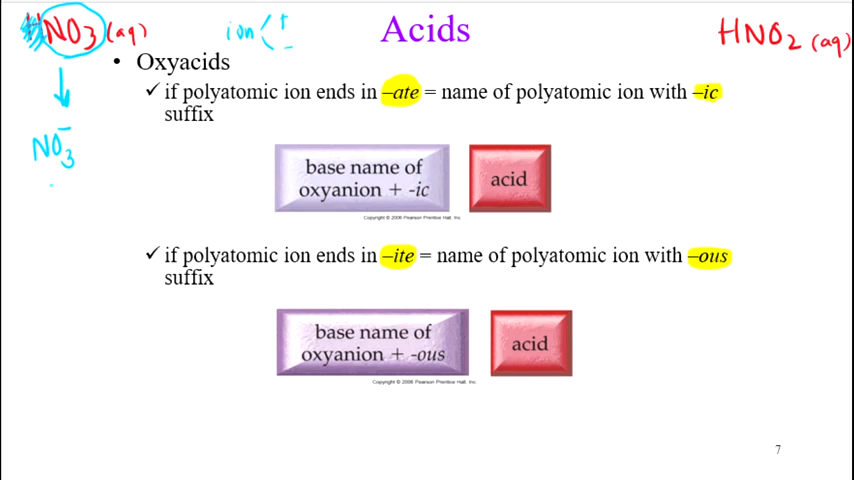 HNO3 (aq)
ion ( +
−
Acids
HNO2 (aq)
• Oxyacids
✓ if polyatomic ion ends in –ate = name of polyatomic ion with –ic
suffix
NO3−
base name of
oxyanion + -ic
acid
Copyright © 2008 Pearson Prentice Hall, Inc.
✓ if polyatomic ion ends in –ite = name of polyatomic ion with –ous
suffix
base name of
oxyanion + -ous
acid
Copyright © 2008 Pearson Prentice Hall, Inc.
7